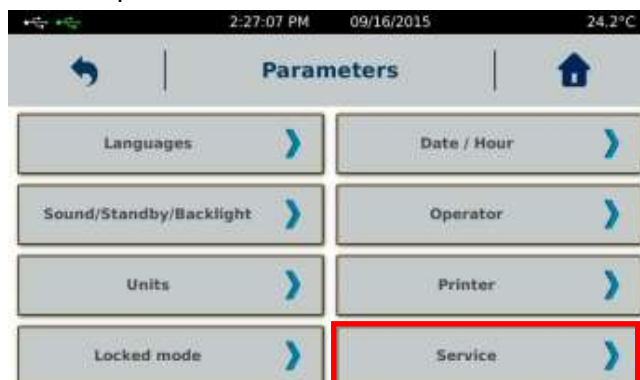 2:27:07 PM 09/16/2015 24.2°C
Parameters
Languages Date / Hour
Sound/Standby/Backlight Operator
Units Printer
Locked mode Service